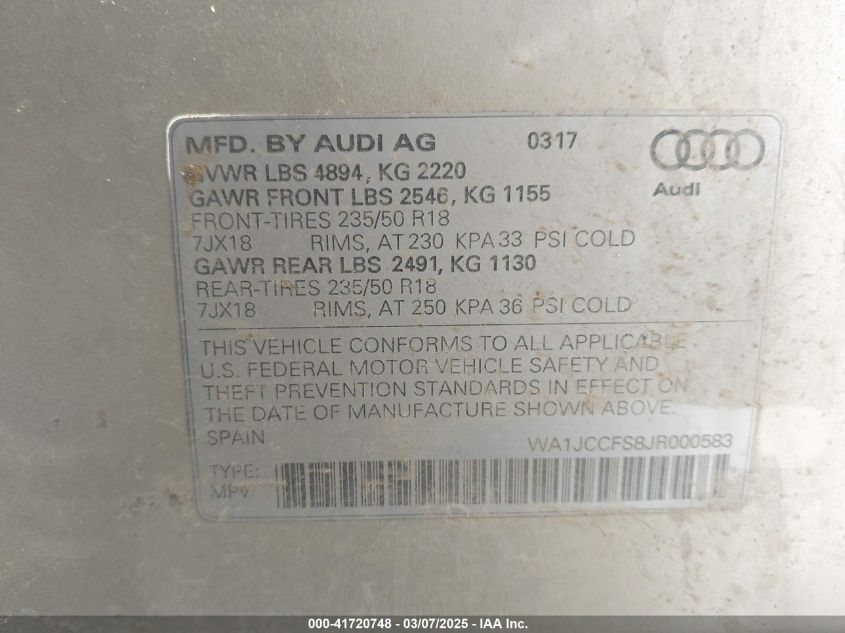 MFD. BY AUDI AG 0317
GVWR LBS 4894, KG 2220
Audi
GAWR FRONT LBS 2546, KG 1155
FRONT-TIRES 235/50 R18
7JX18 RIMS, AT 230 KPA 33 PSI COLD
GAWR REAR LBS 2491, KG 1130
REAR-TIRES 235/50 R18
7JX18 RIMS, AT 250 KPA 36 PSI COLD
THIS VEHICLE CONFORMS TO ALL APPLICABLE
U.S. FEDERAL MOTOR VEHICLE SAFETY AND
THEFT PREVENTION STANDARDS IN EFFECT ON
THE DATE OF MANUFACTURE SHOWN ABOVE.
SPAIN WA1JCCFS8JR000583
TYPE:
MPV
000-41720748 - 03/07/2025 - IAA Inc.